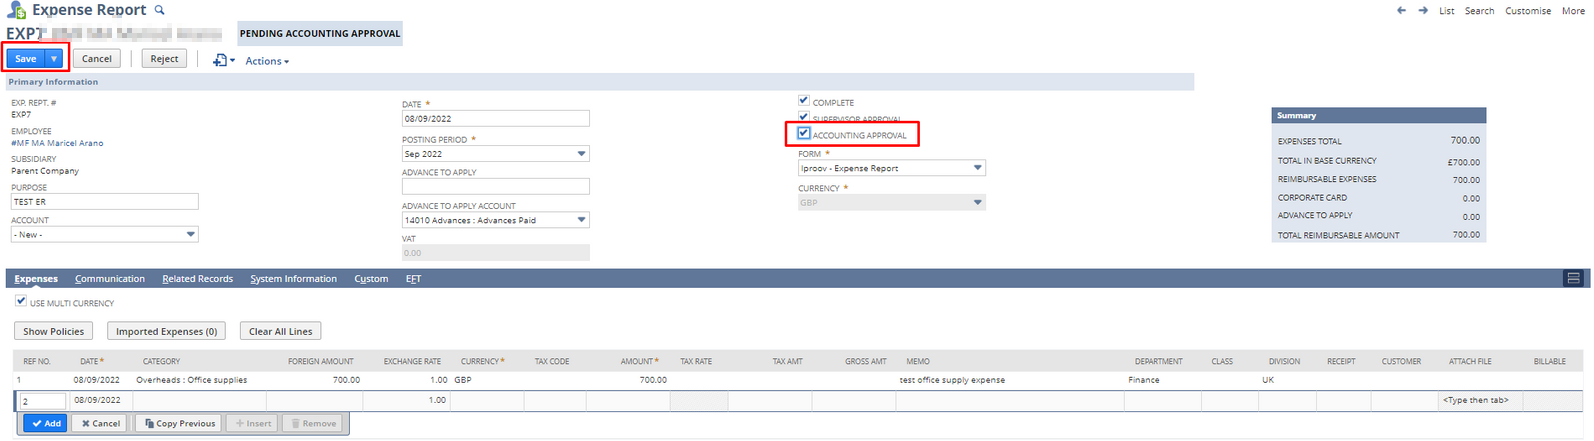 Expense Report
List Search Customise More
EXP7
PENDING ACCOUNTING APPROVAL
Save Cancel Reject Actions
Primary Information
EXP. REPT. #
EXP7
EMPLOYEE
#MF MA Maricel Arano
SUBSIDIARY
Parent Company
PURPOSE
TEST ER
ACCOUNT
- New -
DATE *
08/09/2022
POSTING PERIOD *
Sep 2022
ADVANCE TO APPLY
ADVANCE TO APPLY ACCOUNT
14010 Advances : Advances Paid
VAT
0.00
COMPLETE
SUPERVISOR APPROVAL
ACCOUNTING APPROVAL
FORM *
Iproov - Expense Report
CURRENCY *
GBP
Summary
EXPENSES TOTAL 700.00
TOTAL IN BASE CURRENCY £700.00
REIMBURSABLE EXPENSES 700.00
CORPORATE CARD 0.00
ADVANCE TO APPLY 0.00
TOTAL REIMBURSABLE AMOUNT 700.00
Expenses Communication Related Records System Information Custom EFT
USE MULTI CURRENCY
Show Policies Imported Expenses (0) Clear All Lines
REF NO. DATE * CATEGORY FOREIGN AMOUNT EXCHANGE RATE CURRENCY * TAX CODE AMOUNT * TAX RATE TAX AMT GROSS AMT MEMO DEPARTMENT CLASS DIVISION RECEIPT CUSTOMER ATTACH FILE BILLABLE
1 08/09/2022 Overheads : Office supplies 700.00 1.00 GBP 700.00 test office supply expense Finance UK
2 08/09/2022 1.00 <Type then tab>
Add Cancel Copy Previous Insert Remove